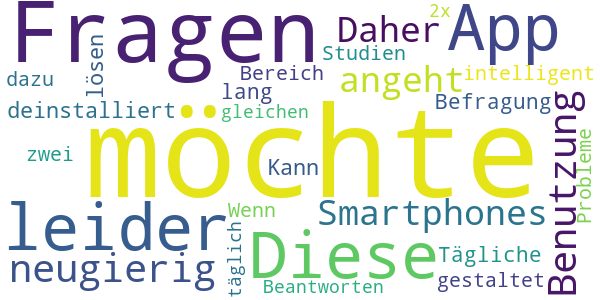 Fragen
Daher
2x
App
Studien
lösen
dazu
Bereich
angeht
intelligent
lang
deinstalliert
gleichen
Befragung
möchte
Benutzung
Probleme
zwei
Kann
leider
Wenn
Smartphones
täglich
Diese
Tägliche
neugierig
Beantworten
gestaltet